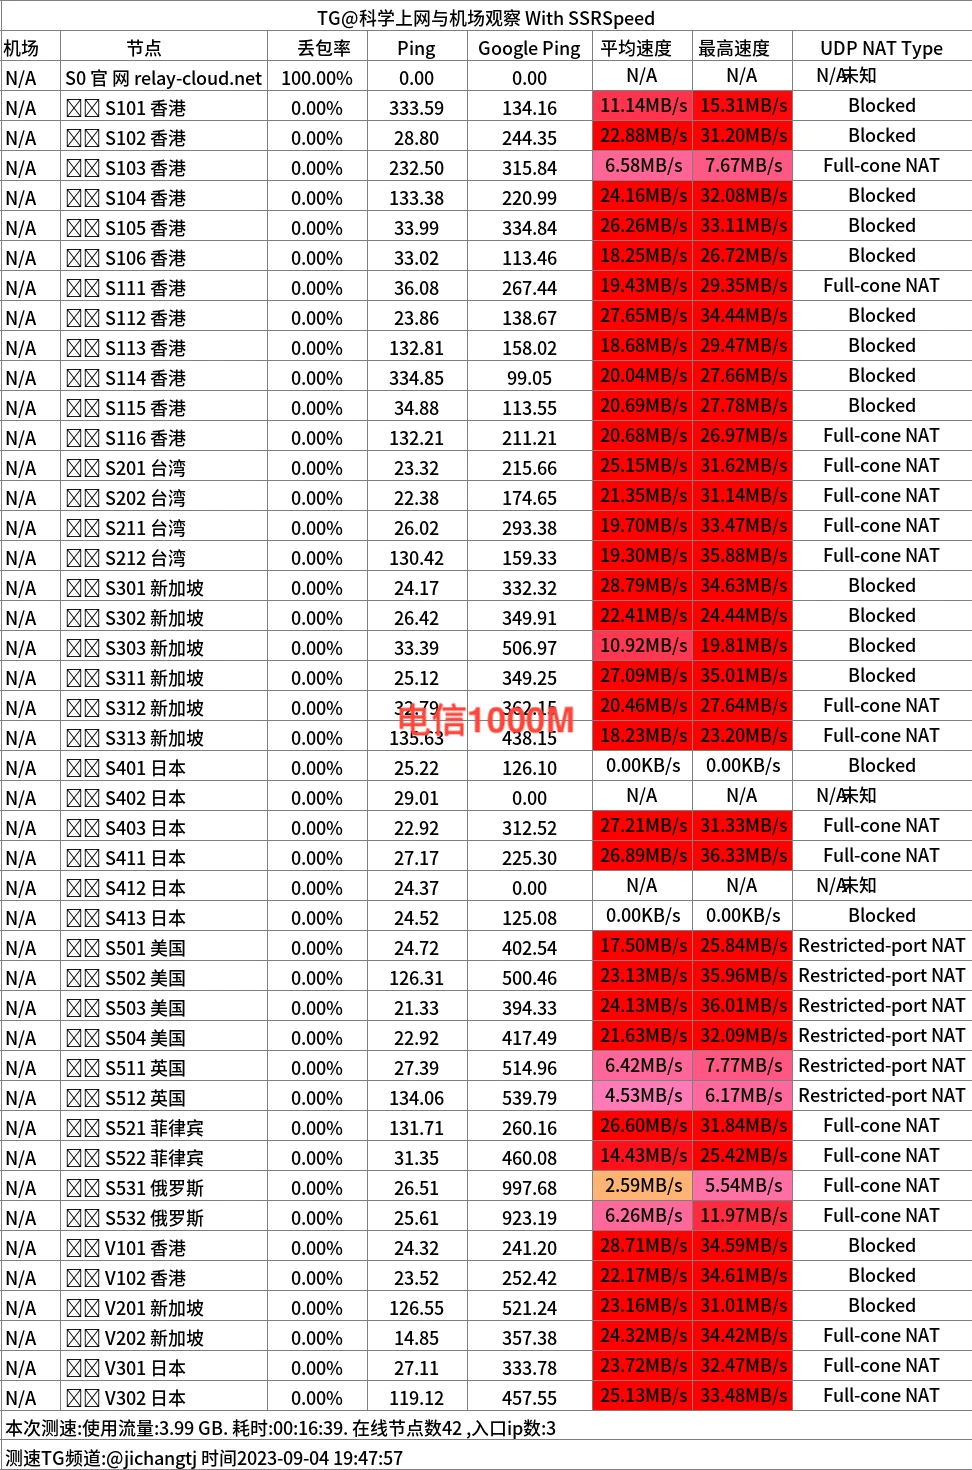 TG@科学上网与机场观察 With SSRSpeed
机场 节点 丢包率 Ping Google Ping 平均速度 最高速度 UDP NAT Type
N/A S0 官 网 relay-cloud.net 100.00% 0.00 0.00 N/A N/A N/A未知
N/A S101 香港 0.00% 333.59 134.16 11.14MB/s 15.31MB/s Blocked
N/A S102 香港 0.00% 28.80 244.35 22.88MB/s 31.20MB/s Blocked
N/A S103 香港 0.00% 232.50 315.84 6.58MB/s 7.67MB/s Full-cone NAT
N/A S104 香港 0.00% 133.38 220.99 24.16MB/s 32.08MB/s Blocked
N/A S105 香港 0.00% 33.99 334.84 26.26MB/s 33.11MB/s Blocked
N/A S106 香港 0.00% 33.02 113.46 18.25MB/s 26.72MB/s Blocked
N/A S111 香港 0.00% 36.08 267.44 19.43MB/s 29.35MB/s Full-cone NAT
N/A S112 香港 0.00% 23.86 138.67 27.65MB/s 34.44MB/s Blocked
N/A S113 香港 0.00% 132.81 158.02 18.68MB/s 29.47MB/s Blocked
N/A S114 香港 0.00% 334.85 99.05 20.04MB/s 27.66MB/s Blocked
N/A S115 香港 0.00% 34.88 113.55 20.69MB/s 27.78MB/s Blocked
N/A S116 香港 0.00% 132.21 211.21 20.68MB/s 26.97MB/s Full-cone NAT
N/A S201 台湾 0.00% 23.32 215.66 25.15MB/s 31.62MB/s Full-cone NAT
N/A S202 台湾 0.00% 22.38 174.65 21.35MB/s 31.14MB/s Full-cone NAT
N/A S211 台湾 0.00% 26.02 293.38 19.70MB/s 33.47MB/s Full-cone NAT
N/A S212 台湾 0.00% 130.42 159.33 19.30MB/s 35.88MB/s Full-cone NAT
N/A S301 新加坡 0.00% 24.17 332.32 28.79MB/s 34.63MB/s Blocked
N/A S302 新加坡 0.00% 26.42 349.91 22.41MB/s 24.44MB/s Blocked
N/A S303 新加坡 0.00% 33.39 506.97 10.92MB/s 19.81MB/s Blocked
N/A S311 新加坡 0.00% 25.12 349.25 27.09MB/s 35.01MB/s Blocked
N/A S312 新加坡 0.00% 32.79 362.15 20.46MB/s 27.64MB/s Full-cone NAT
电信1000M
N/A S313 新加坡 0.00% 135.63 438.15 18.23MB/s 23.20MB/s Full-cone NAT
N/A S401 日本 0.00% 25.22 126.10 0.00KB/s 0.00KB/s Blocked
N/A S402 日本 0.00% 29.01 0.00 N/A N/A N/A未知
N/A S403 日本 0.00% 22.92 312.52 27.21MB/s 31.33MB/s Full-cone NAT
N/A S411 日本 0.00% 27.17 225.30 26.89MB/s 36.33MB/s Full-cone NAT
N/A S412 日本 0.00% 24.37 0.00 N/A N/A N/A未知
N/A S413 日本 0.00% 24.52 125.08 0.00KB/s 0.00KB/s Blocked
N/A S501 美国 0.00% 24.72 402.54 17.50MB/s 25.84MB/s Restricted-port NAT
N/A S502 美国 0.00% 126.31 500.46 23.13MB/s 35.96MB/s Restricted-port NAT
N/A S503 美国 0.00% 21.33 394.33 24.13MB/s 36.01MB/s Restricted-port NAT
N/A S504 美国 0.00% 22.92 417.49 21.63MB/s 32.09MB/s Restricted-port NAT
N/A S511 英国 0.00% 27.39 514.96 6.42MB/s 7.77MB/s Restricted-port NAT
N/A S512 英国 0.00% 134.06 539.79 4.53MB/s 6.17MB/s Restricted-port NAT
N/A S521 菲律宾 0.00% 131.71 260.16 26.60MB/s 31.84MB/s Full-cone NAT
N/A S522 菲律宾 0.00% 31.35 460.08 14.43MB/s 25.42MB/s Full-cone NAT
N/A S531 俄罗斯 0.00% 26.51 997.68 2.59MB/s 5.54MB/s Full-cone NAT
N/A S532 俄罗斯 0.00% 25.61 923.19 6.26MB/s 11.97MB/s Full-cone NAT
N/A V101 香港 0.00% 24.32 241.20 28.71MB/s 34.59MB/s Blocked
N/A V102 香港 0.00% 23.52 252.42 22.17MB/s 34.61MB/s Blocked
N/A V201 新加坡 0.00% 126.55 521.24 23.16MB/s 31.01MB/s Blocked
N/A V202 新加坡 0.00% 14.85 357.38 24.32MB/s 34.42MB/s Full-cone NAT
N/A V301 日本 0.00% 27.11 333.78 23.72MB/s 32.47MB/s Full-cone NAT
N/A V302 日本 0.00% 119.12 457.55 25.13MB/s 33.48MB/s Full-cone NAT
本次测速:使用流量:3.99 GB. 耗时:00:16:39. 在线节点数42 ,入口ip数:3
测速TG频道:@jichangtj 时间2023-09-04 19:47:57